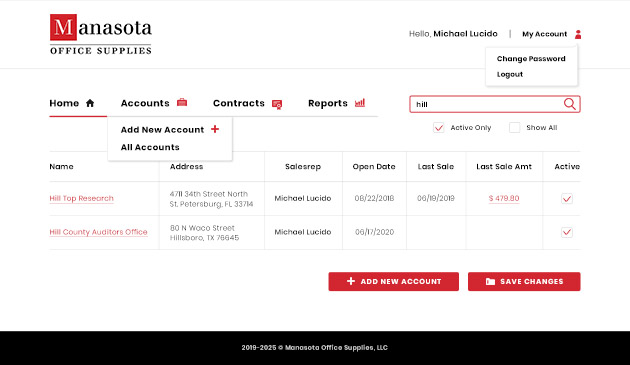 Manasota
OFFICE SUPPLIES
Hello, Michael Lucido | My Account
Change Password
Logout
Home Accounts Contracts Reports
hill
Add New Account
All Accounts
Active Only Show All
Name Address Salesrep Open Date Last Sale Last Sale Amt Active
Hill Top Research 4711 34th Street North Michael Lucido 08/22/2018 06/19/2019 $ 479.80
St. Petersburg, FL 33714
Hill County Auditors Office 80 N Waco Street Michael Lucido 06/17/2020
Hillsboro, TX 76645
ADD NEW ACCOUNT SAVE CHANGES
2019-2025 © Manasota Office Supplies, LLC